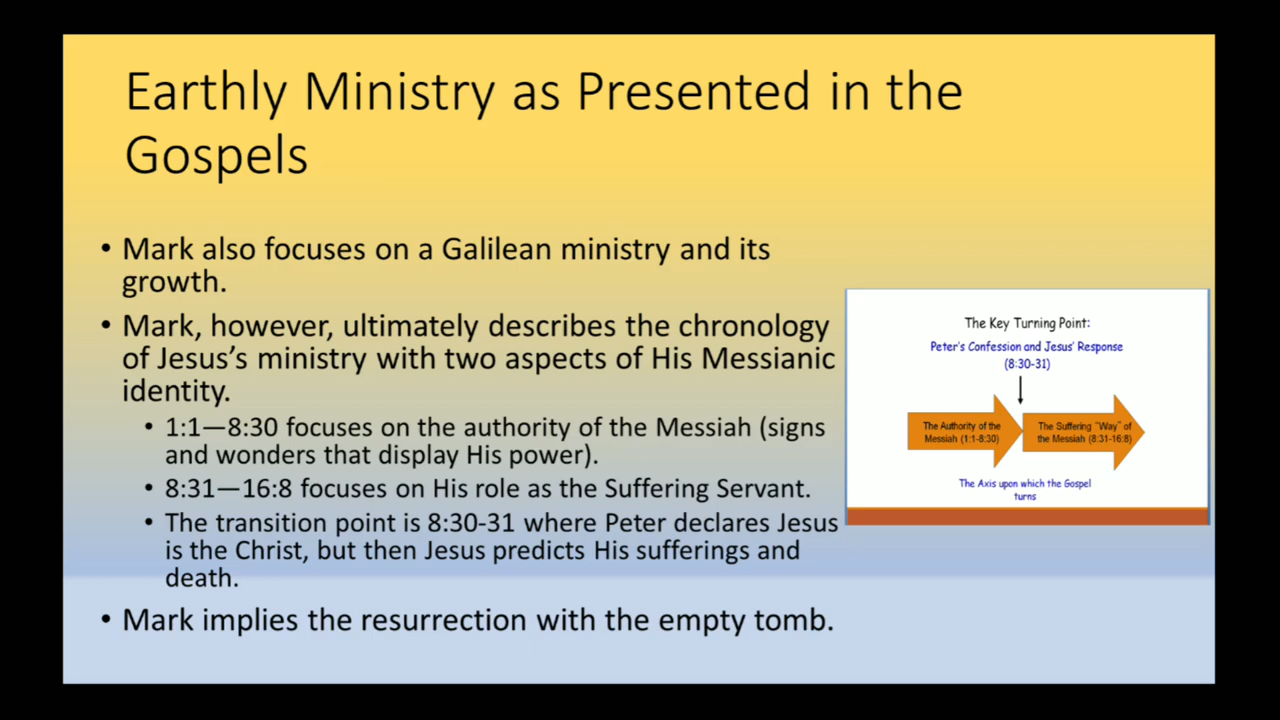 Earthly Ministry as Presented in the
Gospels
• Mark also focuses on a Galilean ministry and its
growth.
• Mark, however, ultimately describes the chronology
of Jesus's ministry with two aspects of His Messianic
identity.
• 1:1—8:30 focuses on the authority of the Messiah (signs
and wonders that display His power).
• 8:31—16:8 focuses on His role as the Suffering Servant.
• The transition point is 8:30-31 where Peter declares Jesus
is the Christ, but then Jesus predicts His sufferings and
death.
• Mark implies the resurrection with the empty tomb.
The Key Turning Point:
Peter's Confession and Jesus' Response
(8:30-31)
The Authority of the
Messiah (1:1-8:30)
The Suffering "Way" of
the Messiah (8:31-16:8)
The Axis upon which the Gospel
turns